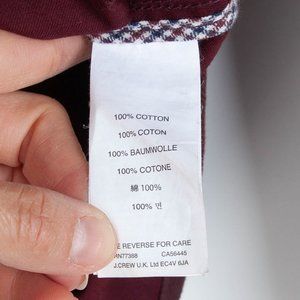 100% COTTON
100% COTON
100% BAUMWOLLE
100% COTONE
綿 100%
100% 면
REVERSE FOR CARE
RN77388 CA56445
J.CREW U.K. Ltd EC4V 6JA